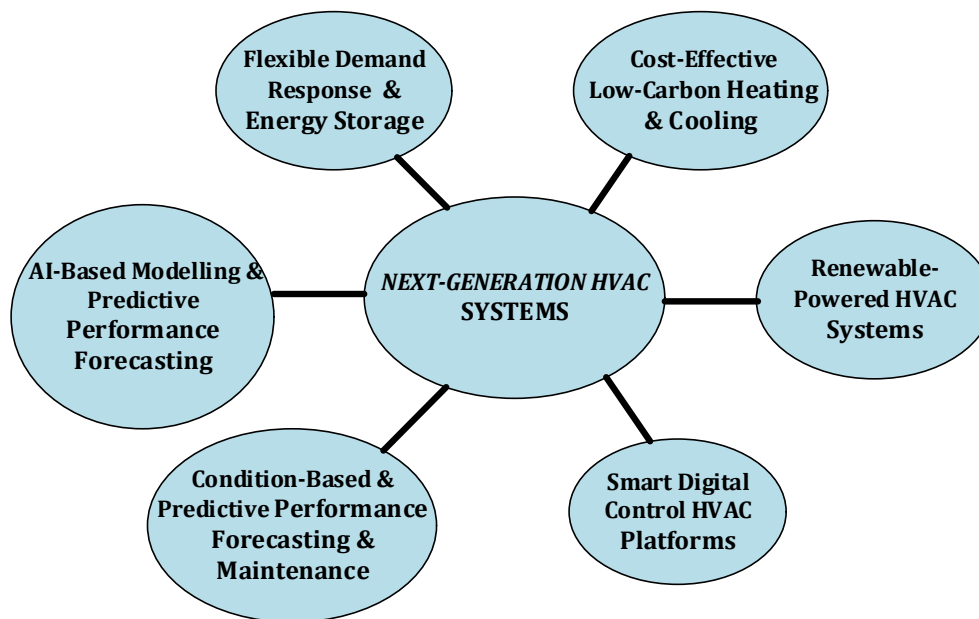 Flexible Demand
Response & 
Energy Storage
Cost-Effective
Low-Carbon Heating
& Cooling
AI-Based Modelling &
Predictive
Performance
Forecasting
NEXT-GENERATION HVAC
SYSTEMS
Renewable-
Powered HVAC
Systems
Condition-Based &
Predictive Performance
Forecasting &
Maintenance
Smart Digital
Control HVAC
Platforms